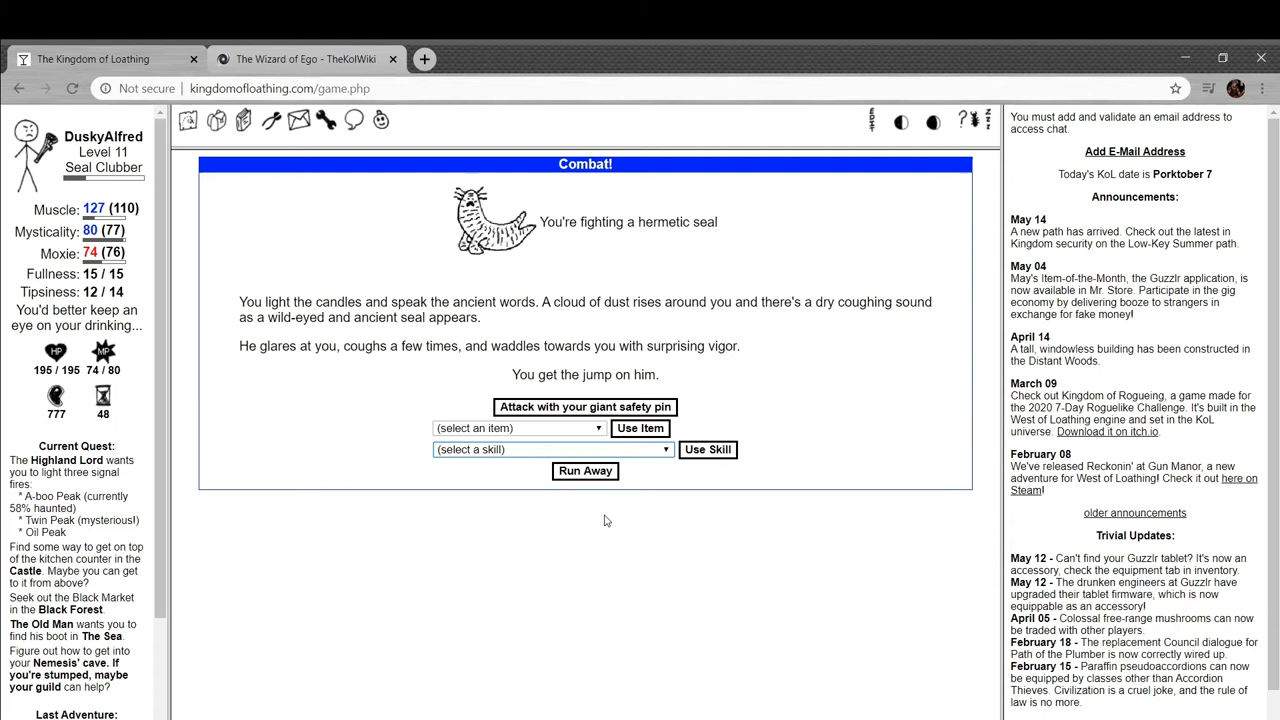 The Kingdom of Loathing
The Wizard of Ego - TheKolWiki
Not secure
kingdomofloathing.com/game.php
DuskyAlfred
Level 11
Seal Clubber
Muscle: 127 (110)
Mysticality: 80 (77)
Moxie: 74 (76)
Fullness: 15 / 15
Tipsiness: 12 / 14
You'd better keep an
eye on your drinking...
HP MP
195 / 195 74 / 80
777 48
Current Quest:
The Highland Lord wants
you to light three signal
fires:
* A-boo Peak (currently
58% haunted)
* Twin Peak (mysterious!)
* Oil Peak
Find some way to get on top
of the kitchen counter in the
Castle. Maybe you can get
to it from above?
Seek out the Black Market
in the Black Forest.
The Old Man wants you to
find his boot in The Sea.
Figure out how to get into
your Nemesis' cave. If
you're stumped, maybe
your guild can help?
Last Adventure:
Combat!
You're fighting a hermetic seal
You light the candles and speak the ancient words. A cloud of dust rises around you and there's a dry coughing sound
as a wild-eyed and ancient seal appears.
He glares at you, coughs a few times, and waddles towards you with surprising vigor.
You get the jump on him.
Attack with your giant safety pin
(select an item) Use Item
(select a skill) Use Skill
Run Away
You must add and validate an email address to
access chat.
Add E-Mail Address
Today's KoL date is Porktober 7
Announcements:
May 14
A new path has arrived. Check out the latest in
Kingdom security on the Low-Key Summer path.
May 04
May's Item-of-the-Month, the Guzzlr application, is
now available in Mr. Store. Participate in the gig
economy by delivering booze to strangers in
exchange for fake money!
April 14
A tall, windowless building has been constructed in
the Distant Woods.
March 09
Check out Kingdom of Rogueing, a game made for
the 2020 7-Day Roguelike Challenge. It's built in the
West of Loathing engine and set in the KoL
universe. Download it on itch.io.
February 08
We've released Reckonin' at Gun Manor, a new
adventure for West of Loathing! Check it out here on
Steam!
older announcements
Trivial Updates:
May 12 - Can't find your Guzzlr tablet? It's now an
accessory, check the equipment tab in inventory.
May 12 - The drunken engineers at Guzzlr have
upgraded their tablet firmware, which is now
equippable as an accessory!
April 05 - Colossal free-range mushrooms can now
be traded with other players.
February 18 - The replacement Council dialogue for
Path of the Plumber is now correctly wired up.
February 15 - Paraffin pseudoaccordions can now
be equipped by classes other than Accordion
Thieves. Civilization is a cruel joke, and the rule of
law is no more.